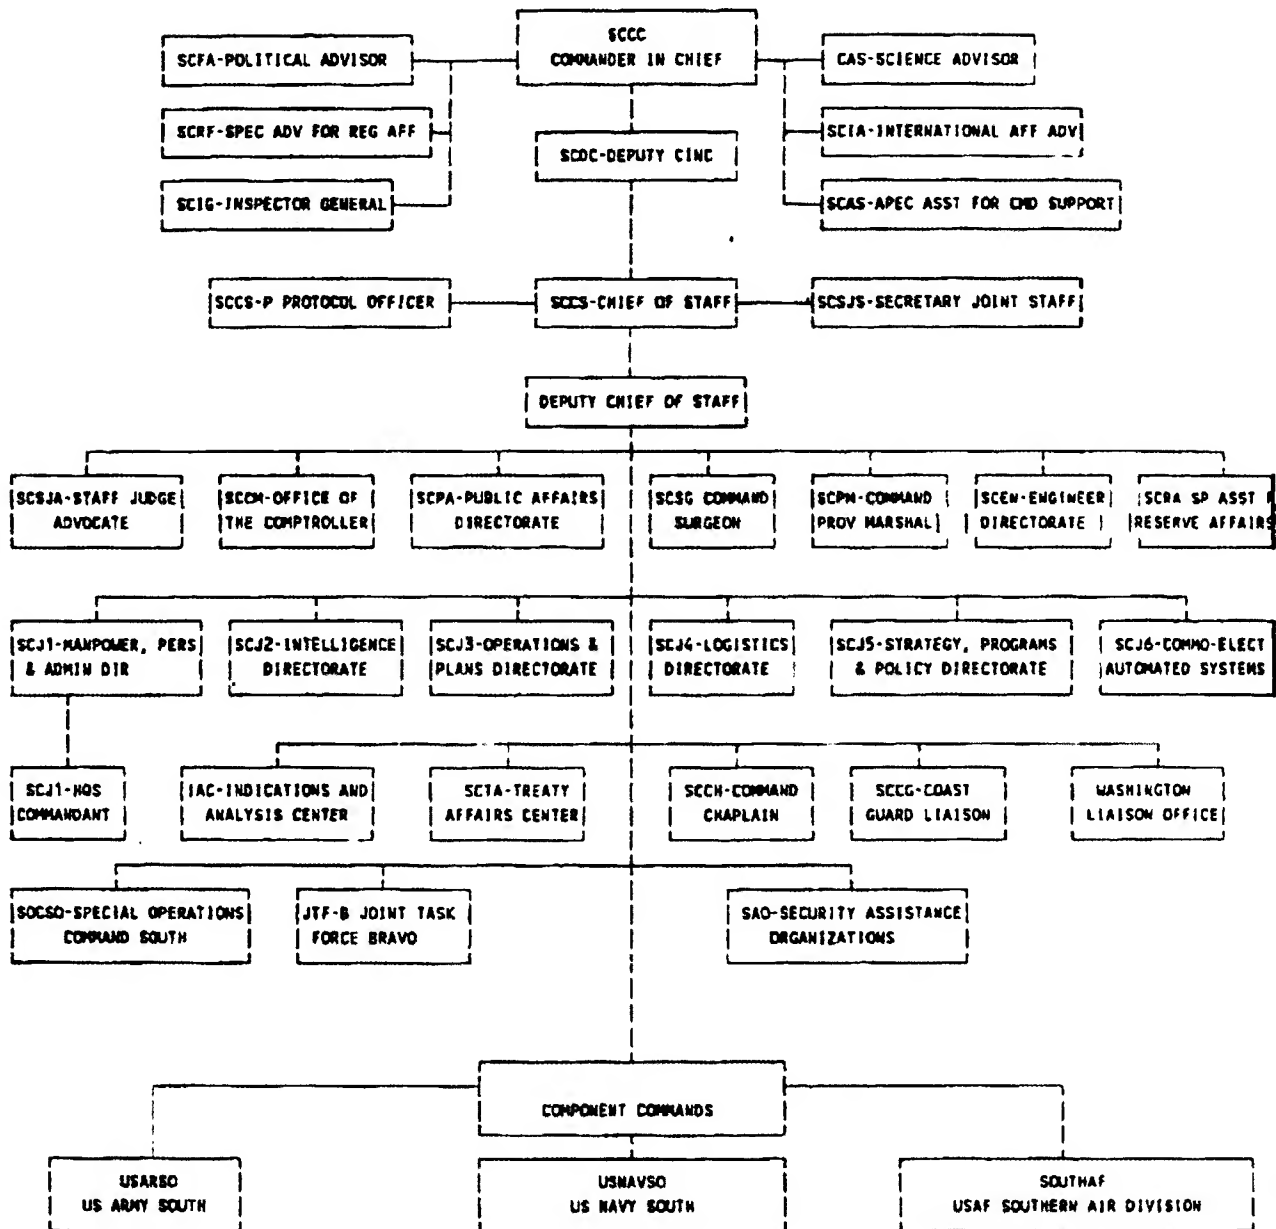 SCCC
COMMANDER IN CHIEF
SCFA-POLITICAL ADVISOR
CAS-SCIENCE ADVISOR
SCRF-SPEC ADV FOR REG AFF
SCIA-INTERNATIONAL AFF ADV
SCDC-DEPUTY CINC
SCIG-INSPECTOR GENERAL
SCAS-APEC ASST FOR CMD SUPPORT
SCCS-P PROTOCOL OFFICER
SCCS-CHIEF OF STAFF
SCSJS-SECRETARY JOINT STAFF
DEPUTY CHIEF OF STAFF
SCSJA-STAFF JUDGE
ADVOCATE
SCCM-OFFICE OF
THE COMPTROLLER
SCPA-PUBLIC AFFAIRS
DIRECTORATE
SCSG COMMAND
SURGEON
SCPM-COMMAND
PROV MARSHAL
SCEN-ENGINEER
DIRECTORATE
SCRA SP ASST F
RESERVE AFFAIRS
SCJ1-MANPOWER, PERS
& ADMIN DIR
SCJ2-INTELLIGENCE
DIRECTORATE
SCJ3-OPERATIONS &
PLANS DIRECTORATE
SCJ4-LOGISTICS
DIRECTORATE
SCJ5-STRATEGY, PROGRAMS
& POLICY DIRECTORATE
SCJ6-COMMO-ELECT
AUTOMATED SYSTEMS
SCJ1-HQS
COMMANDANT
IAC-INDICATIONS AND
ANALYSIS CENTER
SCTA-TREATY
AFFAIRS CENTER
SCCH-COMMAND
CHAPLAIN
SCCG-COAST
GUARD LIAISON
WASHINGTON
LIAISON OFFICE
SOCSO-SPECIAL OPERATIONS
COMMAND SOUTH
JTF-B JOINT TASK
FORCE BRAVO
SAO-SECURITY ASSISTANCE
ORGANIZATIONS
COMPONENT COMMANDS
USARSO
US ARMY SOUTH
USNAVSO
US NAVY SOUTH
SOUTHAF
USAF SOUTHERN AIR DIVISION